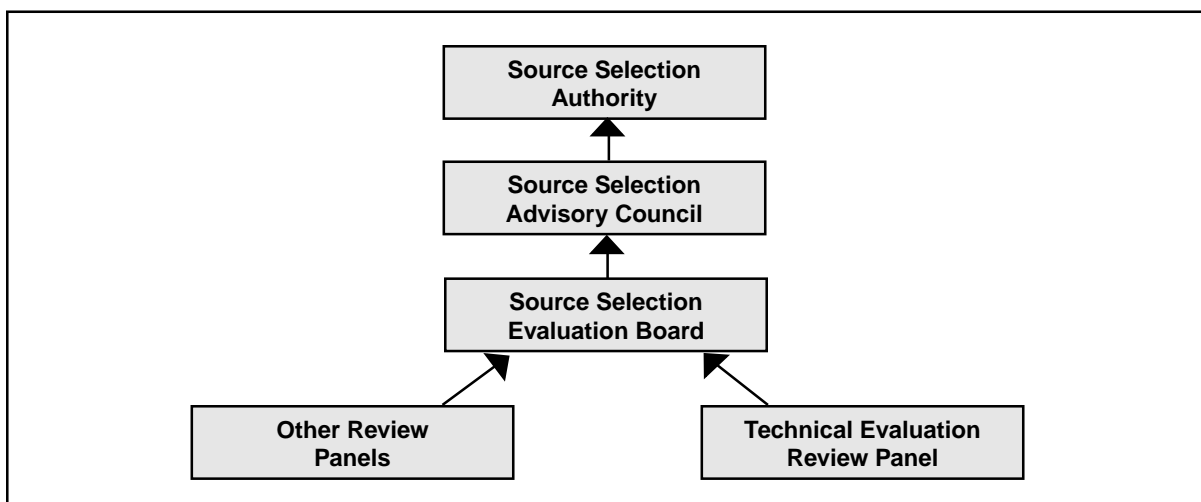 Source Selection
Authority
Source Selection
Advisory Council
Source Selection
Evaluation Board
Other Review
Panels
Technical Evaluation
Review Panel